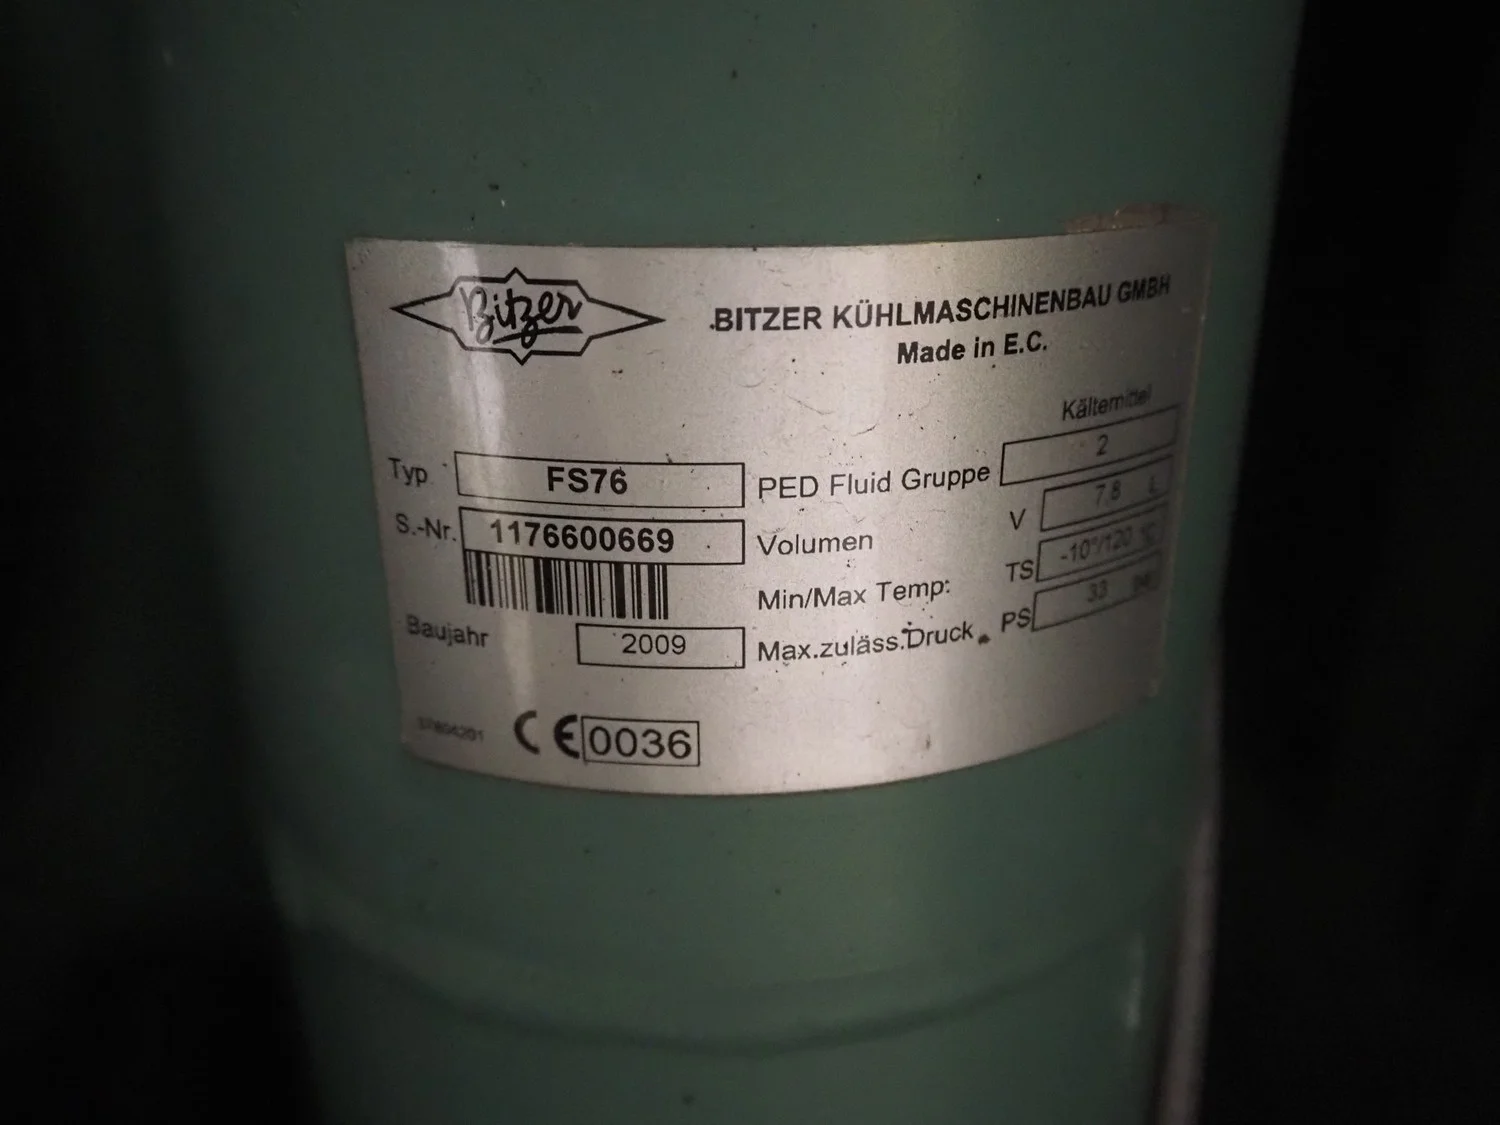 Bitzer
BITZER KÜHLMASCHINENBAU GMBH
Made in E.C.
Kältemittel
Typ FS76
PED Fluid Gruppe 2
S.-Nr. 1176600669
Volumen V 7,8 L
Min/Max Temp: TS -10°/120 °C
Baujahr 2009
Max.zuläss.Druck PS 33
CE 0036